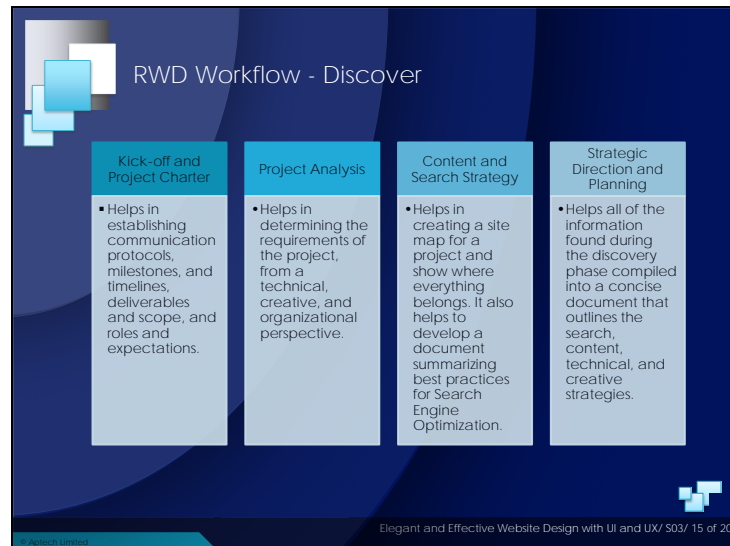 RWD Workflow - Discover
Kick-off and
Project Charter
▪ Helps in
establishing
communication
protocols,
milestones, and
timelines,
deliverables
and scope, and
roles and
expectations.
Project Analysis
• Helps in
determining the
requirements of
the project,
from a
technical,
creative, and
organizational
perspective.
Content and
Search Strategy
• Helps in
creating a site
map for a
project and
show where
everything
belongs. It also
helps to
develop a
document
summarizing
best practices
for Search
Engine
Optimization.
Strategic
Direction and
Planning
• Helps all of the
information
found during
the discovery
phase compiled
into a concise
document that
outlines the
search,
content,
technical, and
creative
strategies.
Elegant and Effective Website Design with UI and UX/ S03/ 15 of 20
© Aptech Limited